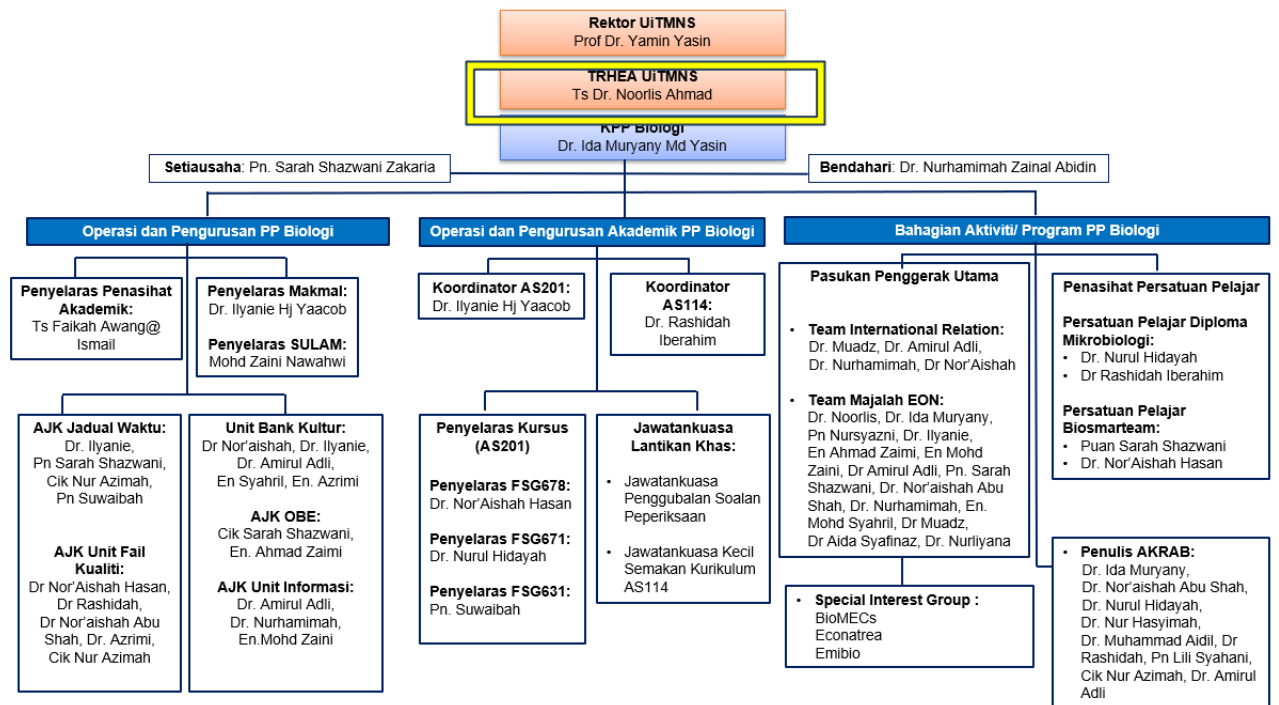 Rektor UiTMNS
Prof Dr. Yamin Yasin
TRHEA UiTMNS
Ts Dr. Noorlis Ahmad
KPP Biologi
Dr. Ida Muryany Md Yasin
Setiausaha: Pn. Sarah Shazwani Zakaria
Bendahari: Dr. Nurhamimah Zainal Abidin
Operasi dan Pengurusan PP Biologi
Penyelaras Penasihat
Akademik:
Ts Faikah Awang@
Ismail
Penyelaras Makmal:
Dr. Ilyanie Hj Yaacob
Penyelaras SULAM:
Mohd Zaini Nawahwi
AJK Jadual Waktu:
Dr. Ilyanie,
Pn Sarah Shazwani,
Cik Nur Azimah,
Pn Suwaibah
AJK Unit Fail
Kualiti:
Dr Nor'Aishah Hasan,
Dr Rashidah,
Dr Nor'aishah Abu
Shah, Dr. Azrimi,
Cik Nur Azimah
Unit Bank Kultur:
Dr Nor'aishah, Dr. Ilyanie,
Dr. Amirul Adli,
En Syahril, En. Azrimi
AJK OBE:
Cik Sarah Shazwani,
En. Ahmad Zaimi
AJK Unit Informasi:
Dr. Amirul Adli,
Dr. Nurhamimah,
En.Mohd Zaini
Operasi dan Pengurusan Akademik PP Biologi
Koordinator AS201:
Dr. Ilyanie Hj Yaacob
Koordinator
AS114:
Dr. Rashidah
Iberahim
Penyelaras Kursus
(AS201)
Penyelaras FSG678:
Dr. Nor'Aishah Hasan
Penyelaras FSG671:
Dr. Nurul Hidayah
Penyelaras FSG631:
Pn. Suwaibah
Jawatankuasa
Lantikan Khas:
• Jawatankuasa
Penggubalan Soalan
Peperiksaan
• Jawatankuasa Kecil
Semakan Kurikulum
AS114
Bahagian Aktiviti/ Program PP Biologi
Pasukan Penggerak Utama
• Team International Relation:
Dr. Muadz, Dr. Amirul Adli,
Dr. Nurhamimah, Dr Nor'Aishah
• Team Majalah EON:
Dr. Noorlis, Dr. Ida Muryany,
Pn Nursyazni, Dr. Ilyanie,
En Ahmad Zaimi, En Mohd
Zaini, Dr Amirul Adli, Pn. Sarah
Shazwani, Dr. Nor'aishah Abu
Shah, Dr. Nurhamimah, En.
Mohd Syahril, Dr Muadz,
Dr Aida Syafinaz, Dr. Nurliyana
• Special Interest Group :
BioMECs
Econatrea
Emibio
Penasihat Persatuan Pelajar
Persatuan Pelajar Diploma
Mikrobiologi:
• Dr. Nurul Hidayah
• Dr Rashidah Iberahim
Persatuan Pelajar
Biosmarteam:
• Puan Sarah Shazwani
• Dr. Nor'Aishah Hasan
• Penulis AKRAB:
Dr. Ida Muryany,
Dr. Nor'aishah Abu Shah,
Dr. Nurul Hidayah,
Dr. Nur Hasyimah,
Dr. Muhammad Aidil, Dr
Rashidah, Pn Lili Syahani,
Cik Nur Azimah, Dr. Amirul
Adli